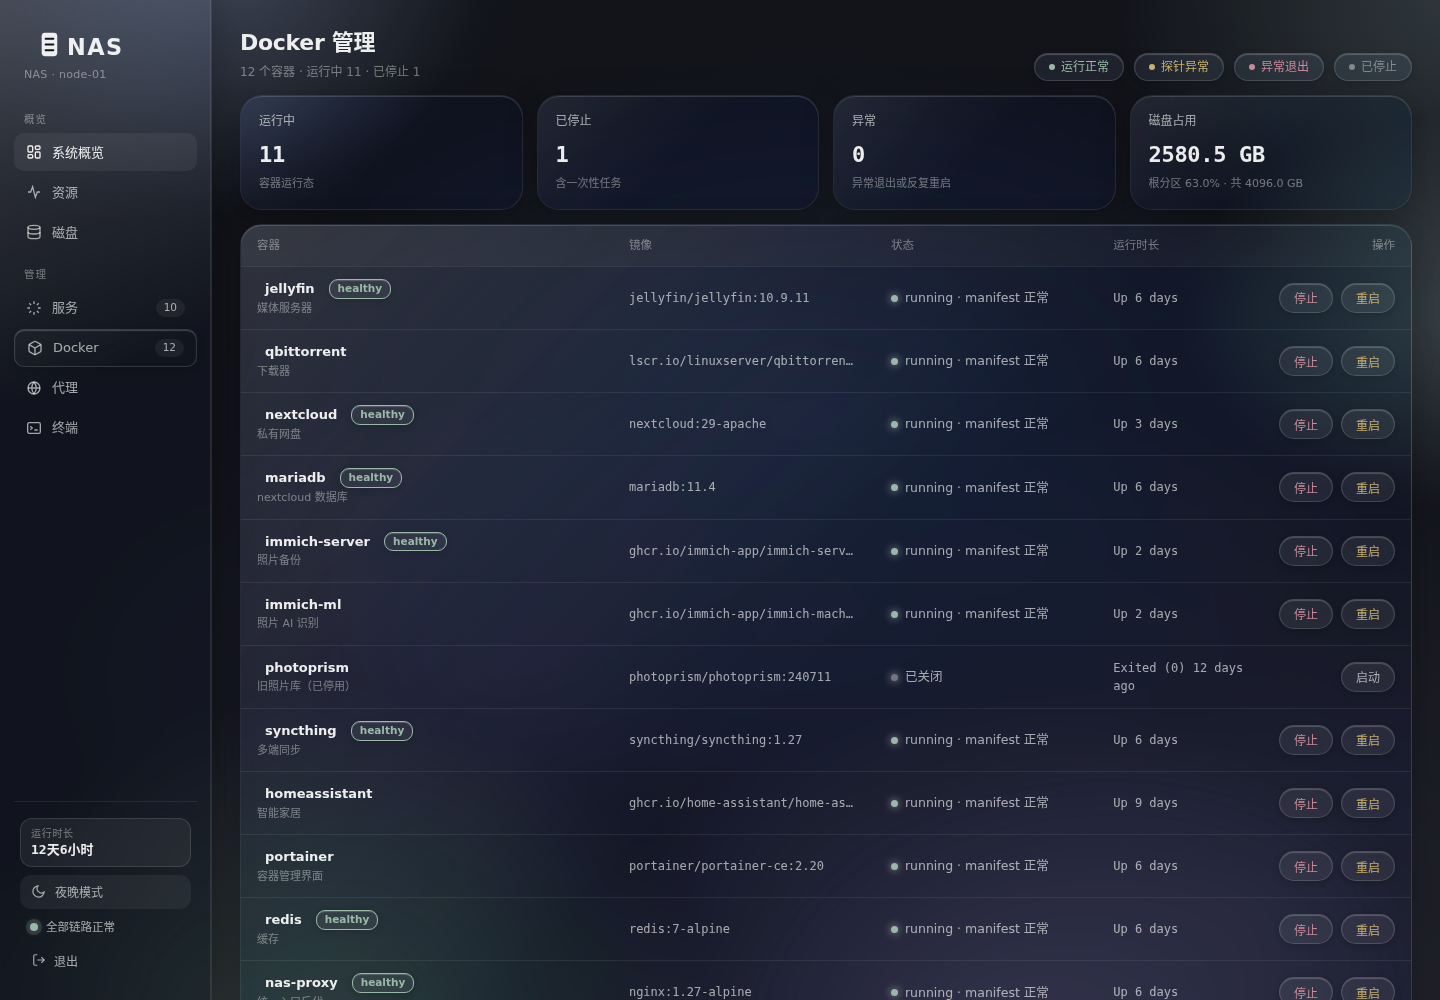 NAS
NAS · node-01
概览
系统概览
资源
磁盘
管理
服务 10
Docker 12
代理
终端
运行时长
12天6小时
夜晚模式
全部链路正常
退出
Docker 管理
12 个容器 · 运行中 11 · 已停止 1
运行正常 探针异常 异常退出 已停止
运行中
11
容器运行态
已停止
1
含一次性任务
异常
0
异常退出或反复重启
磁盘占用
2580.5 GB
根分区 63.0% · 共 4096.0 GB
容器 镜像 状态 运行时长 操作
jellyfin healthy
媒体服务器
jellyfin/jellyfin:10.9.11 running · manifest 正常 Up 6 days 停止 重启
qbittorrent
下载器
lscr.io/linuxserver/qbittorren… running · manifest 正常 Up 6 days 停止 重启
nextcloud healthy
私有网盘
nextcloud:29-apache running · manifest 正常 Up 3 days 停止 重启
mariadb healthy
nextcloud 数据库
mariadb:11.4 running · manifest 正常 Up 6 days 停止 重启
immich-server healthy
照片备份
ghcr.io/immich-app/immich-serv… running · manifest 正常 Up 2 days 停止 重启
immich-ml
照片 AI 识别
ghcr.io/immich-app/immich-mach… running · manifest 正常 Up 2 days 停止 重启
photoprism
旧照片库（已停用）
photoprism/photoprism:240711 已关闭 Exited (0) 12 days
ago
启动
syncthing healthy
多端同步
syncthing/syncthing:1.27 running · manifest 正常 Up 6 days 停止 重启
homeassistant
智能家居
ghcr.io/home-assistant/home-as… running · manifest 正常 Up 9 days 停止 重启
portainer
容器管理界面
portainer/portainer-ce:2.20 running · manifest 正常 Up 6 days 停止 重启
redis healthy
缓存
redis:7-alpine running · manifest 正常 Up 6 days 停止 重启
nas-proxy healthy
nginx:1.27-alpine running · manifest 正常 Up 6 days 停止 重启